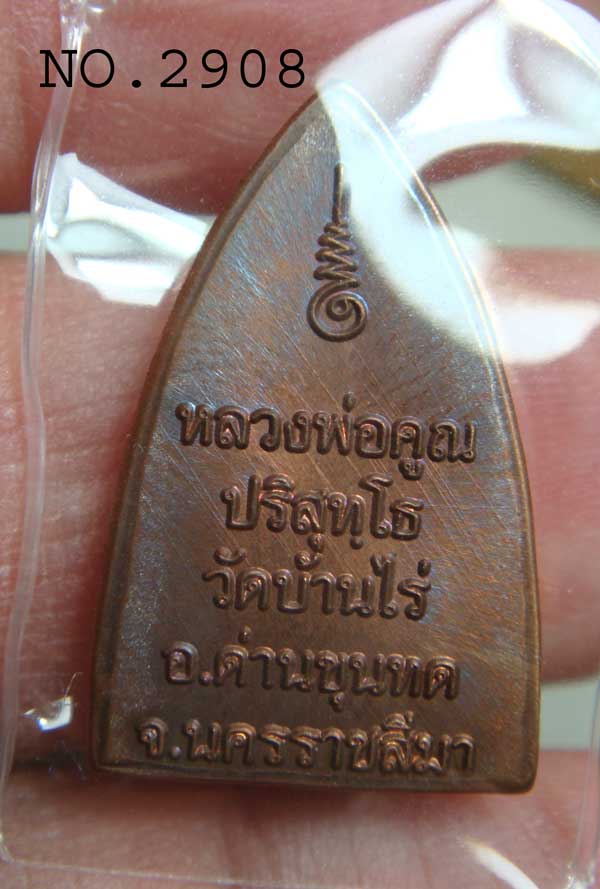 NO.2908
หลวงพ่อคูณ
ปริสุทฺโธ
วัดบ้านไร่
อ.ด่านขุนทด
จ.นครราชสีมา